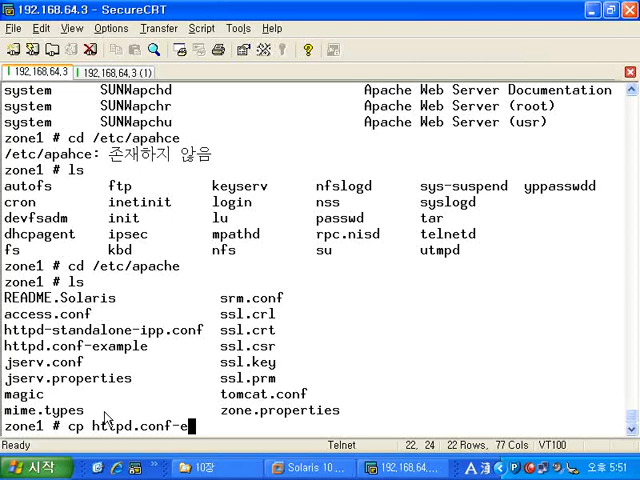 192.168.64.3 - SecureCRT
File Edit View Options Transfer Script Tools Help
192,168,64,3 192,168,64,3 (1)
system SUNWapchd Apache Web Server Documentation
system SUNWapchr Apache Web Server (root)
system SUNWapchu Apache Web Server (usr)
zone1 # cd /etc/apahce
/etc/apahce: 존재하지 않음
zone1 # ls
autofs ftp keyserv nfslogd sys-suspend yppasswdd
cron inetinit login nss syslogd
devfsadm init lu passwd tar
dhcpagent ipsec mpathd rpc.nisd telnetd
fs kbd nfs su utmpd
zone1 # cd /etc/apache
zone1 # ls
README.Solaris srm.conf
access.conf ssl.crl
httpd-standalone-ipp.conf ssl.crt
httpd.conf-example ssl.csr
jserv.conf ssl.key
jserv.properties ssl.prm
magic tomcat.conf
mime.types zone.properties
zone1 # cp httpd.conf-e
Ready Telnet 22, 24 22 Rows, 77 Cols VT100
시작 10장 Solaris 10 ... 192,168,64,... A 漢 오후 5:51